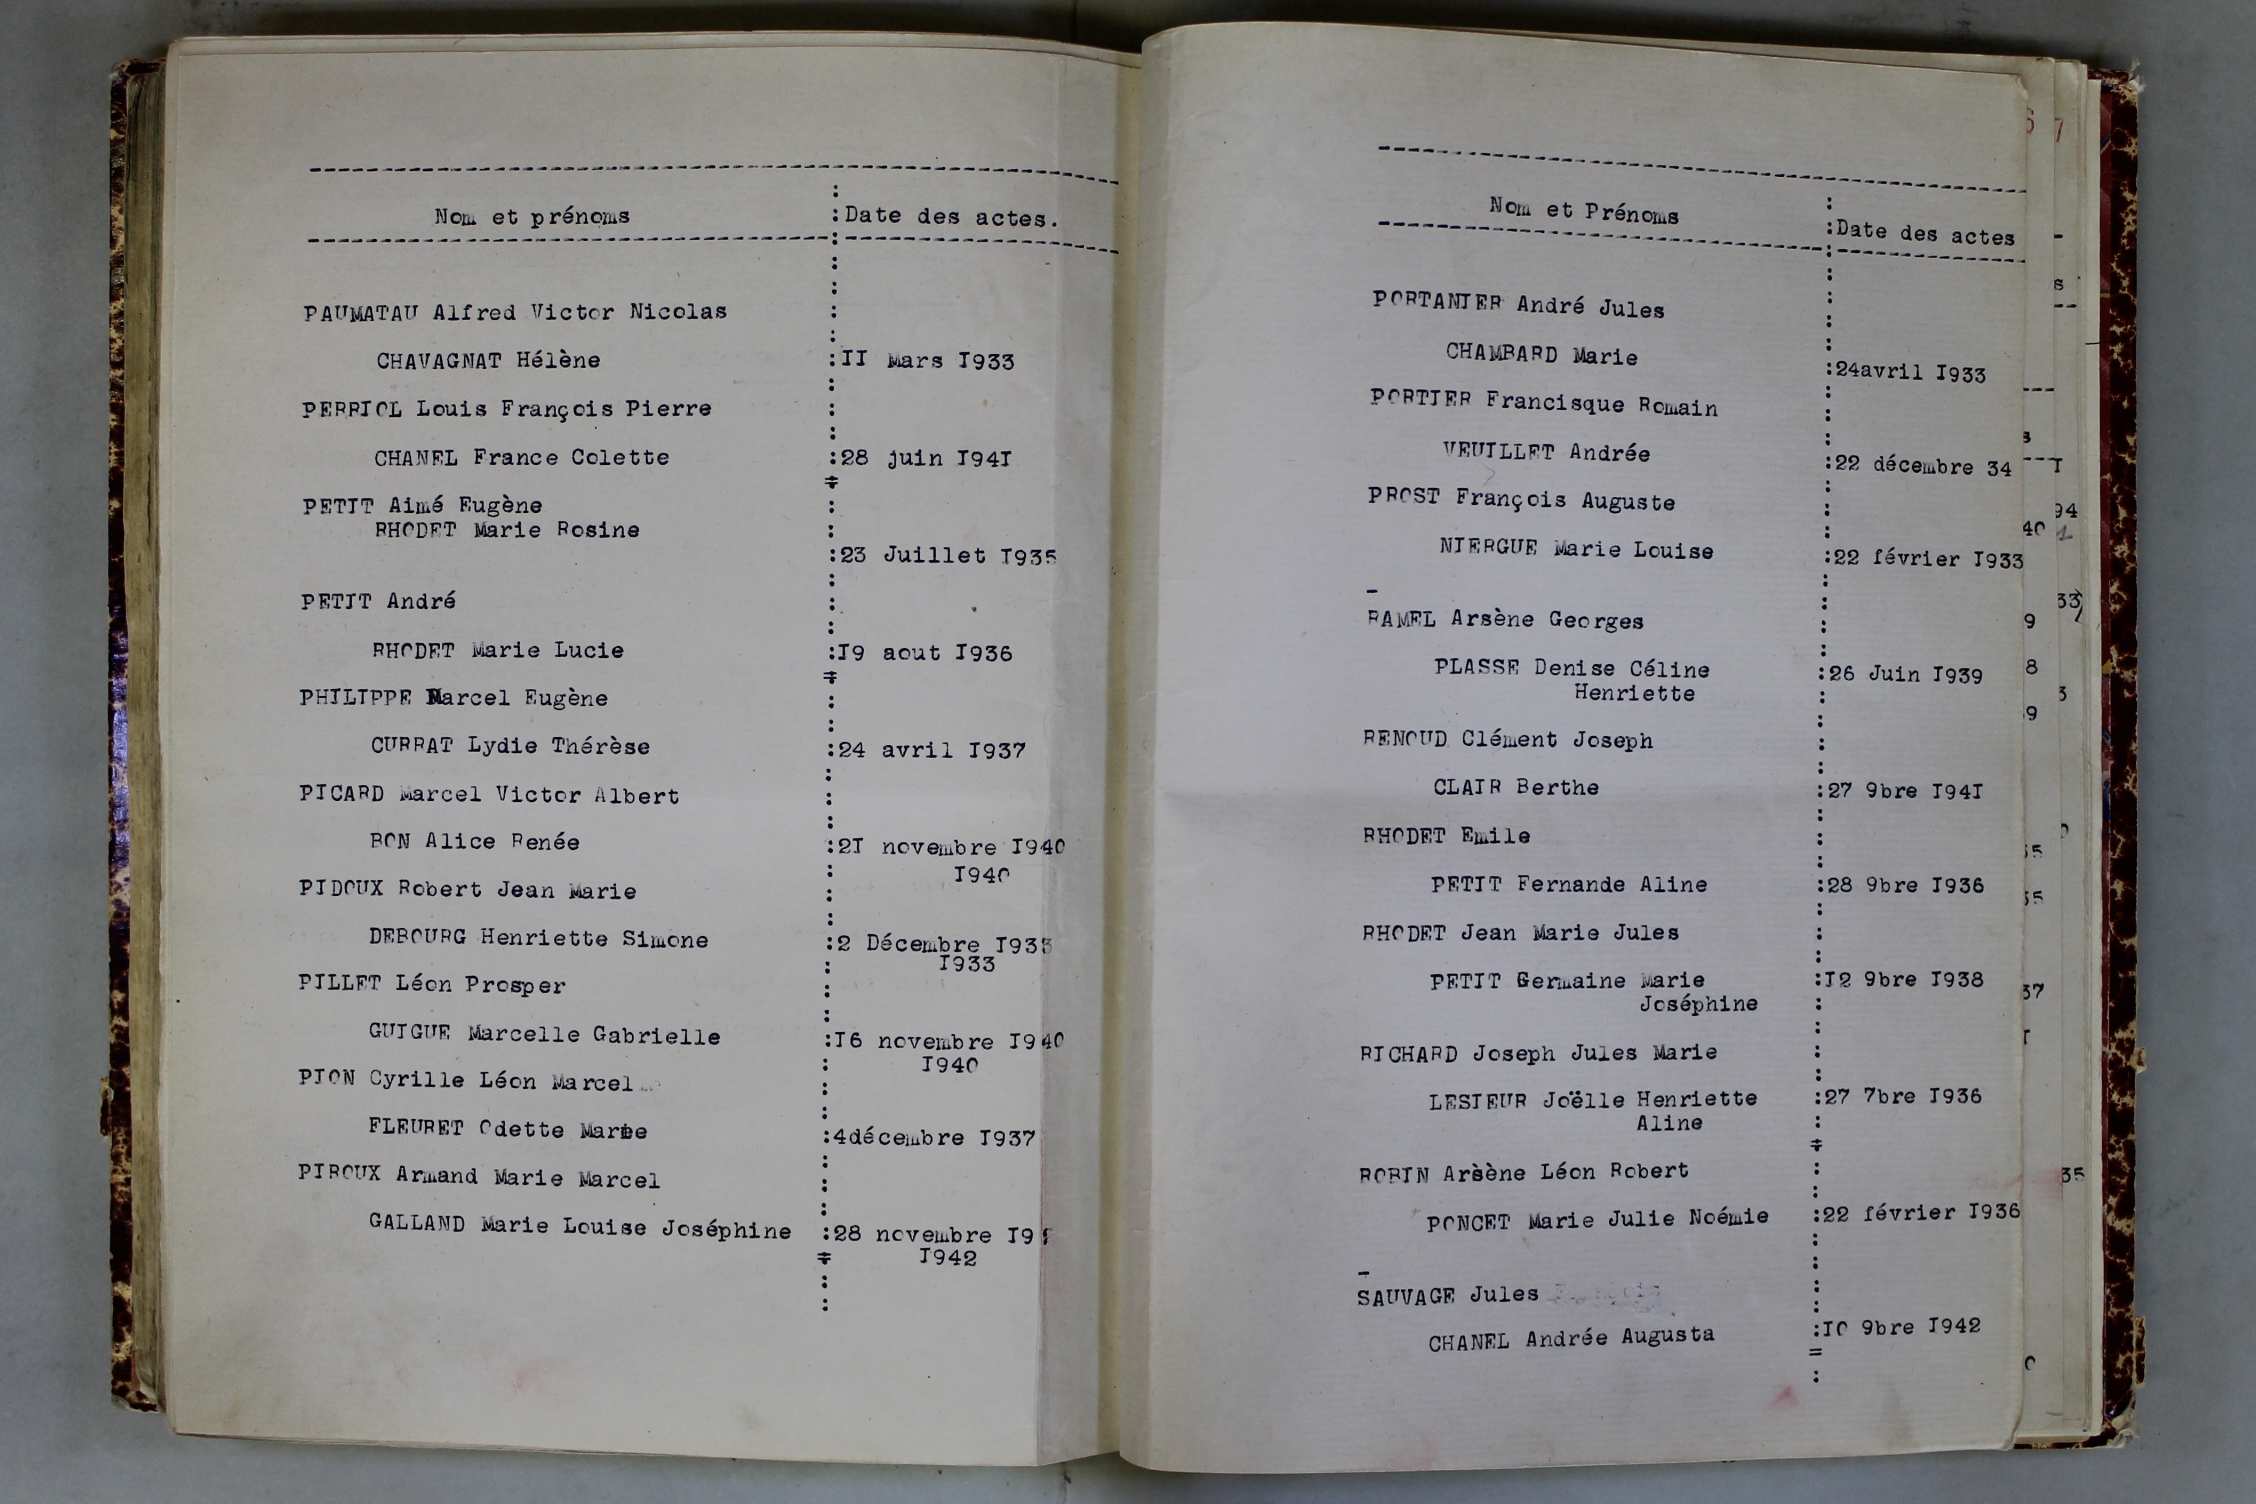 Nom et prénoms : Date des actes.
PAUMATAU Alfred Victor Nicolas
CHAVAGNAT Hélène :II Mars I933
PERRIOL Louis François Pierre
CHANEL France Colette :28 juin I94I
PETIT Aimé Eugène
RHODET Marie Rosine
:23 Juillet I935
PETIT André
RHODET Marie Lucie :I9 aout I936
PHILIPPE Marcel Eugène
CURRAT Lydie Thérèse :24 avril I937
PICARD Marcel Victor Albert
BON Alice Renée :2I novembre I940
I940
PIDOUX Robert Jean Marie
DEBOURG Henriette Simone :2 Décembre I933
I933
PILLET Léon Prosper
GUIGUE Marcelle Gabrielle :I6 novembre I940
I940
PION Cyrille Léon Marcel
FLEURET Odette Marie :4décembre I937
PIROUX Armand Marie Marcel
GALLAND Marie Louise Joséphine :28 novembre I9
I942
Nom et Prénoms :Date des actes
PORTANIER André Jules
CHAMBARD Marie :24avril I933
PORTIER Francisque Romain
VEUILLET Andrée :22 décembre 34
PROST François Auguste
NIERGUE Marie Louise :22 février I933
RAMEL Arsène Georges
PLASSE Denise Céline :26 Juin I939
Henriette
RENOUD Clément Joseph
CLAIR Berthe :27 9bre I94I
RHODET Emile
PETIT Fernande Aline :28 9bre I936
RHODET Jean Marie Jules
PETIT Germaine Marie :I2 9bre I938
Joséphine
RICHARD Joseph Jules Marie
LESIEUR Joëlle Henriette :27 7bre I936
Aline
ROBIN Arsène Léon Robert
PONCET Marie Julie Noémie :22 février I936
SAUVAGE Jules
CHANEL Andrée Augusta :I0 9bre I942